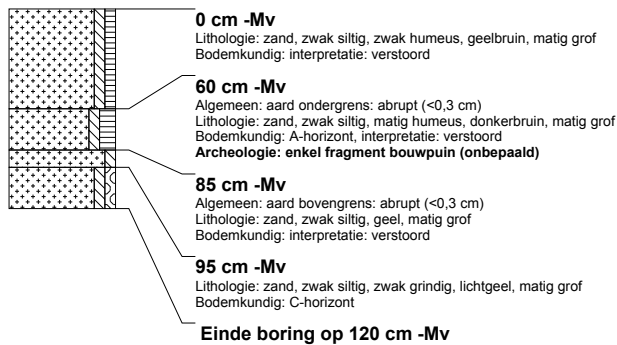 0 cm -Mv
Lithologie: zand, zwak siltig, zwak humeus, geelbruin, matig grof
Bodemkundig: interpretatie: verstoord
60 cm -Mv
Algemeen: aard ondergrens: abrupt (<0,3 cm)
Lithologie: zand, zwak siltig, matig humeus, donkerbruin, matig grof
Bodemkundig: A-horizont, interpretatie: verstoord
Archeologie: enkel fragment bouwpuin (onbepaald)
85 cm -Mv
Algemeen: aard bovengrens: abrupt (<0,3 cm)
Lithologie: zand, zwak siltig, geel, matig grof
Bodemkundig: interpretatie: verstoord
95 cm -Mv
Lithologie: zand, zwak siltig, zwak grindig, lichtgeel, matig grof
Bodemkundig: C-horizont
Einde boring op 120 cm -Mv